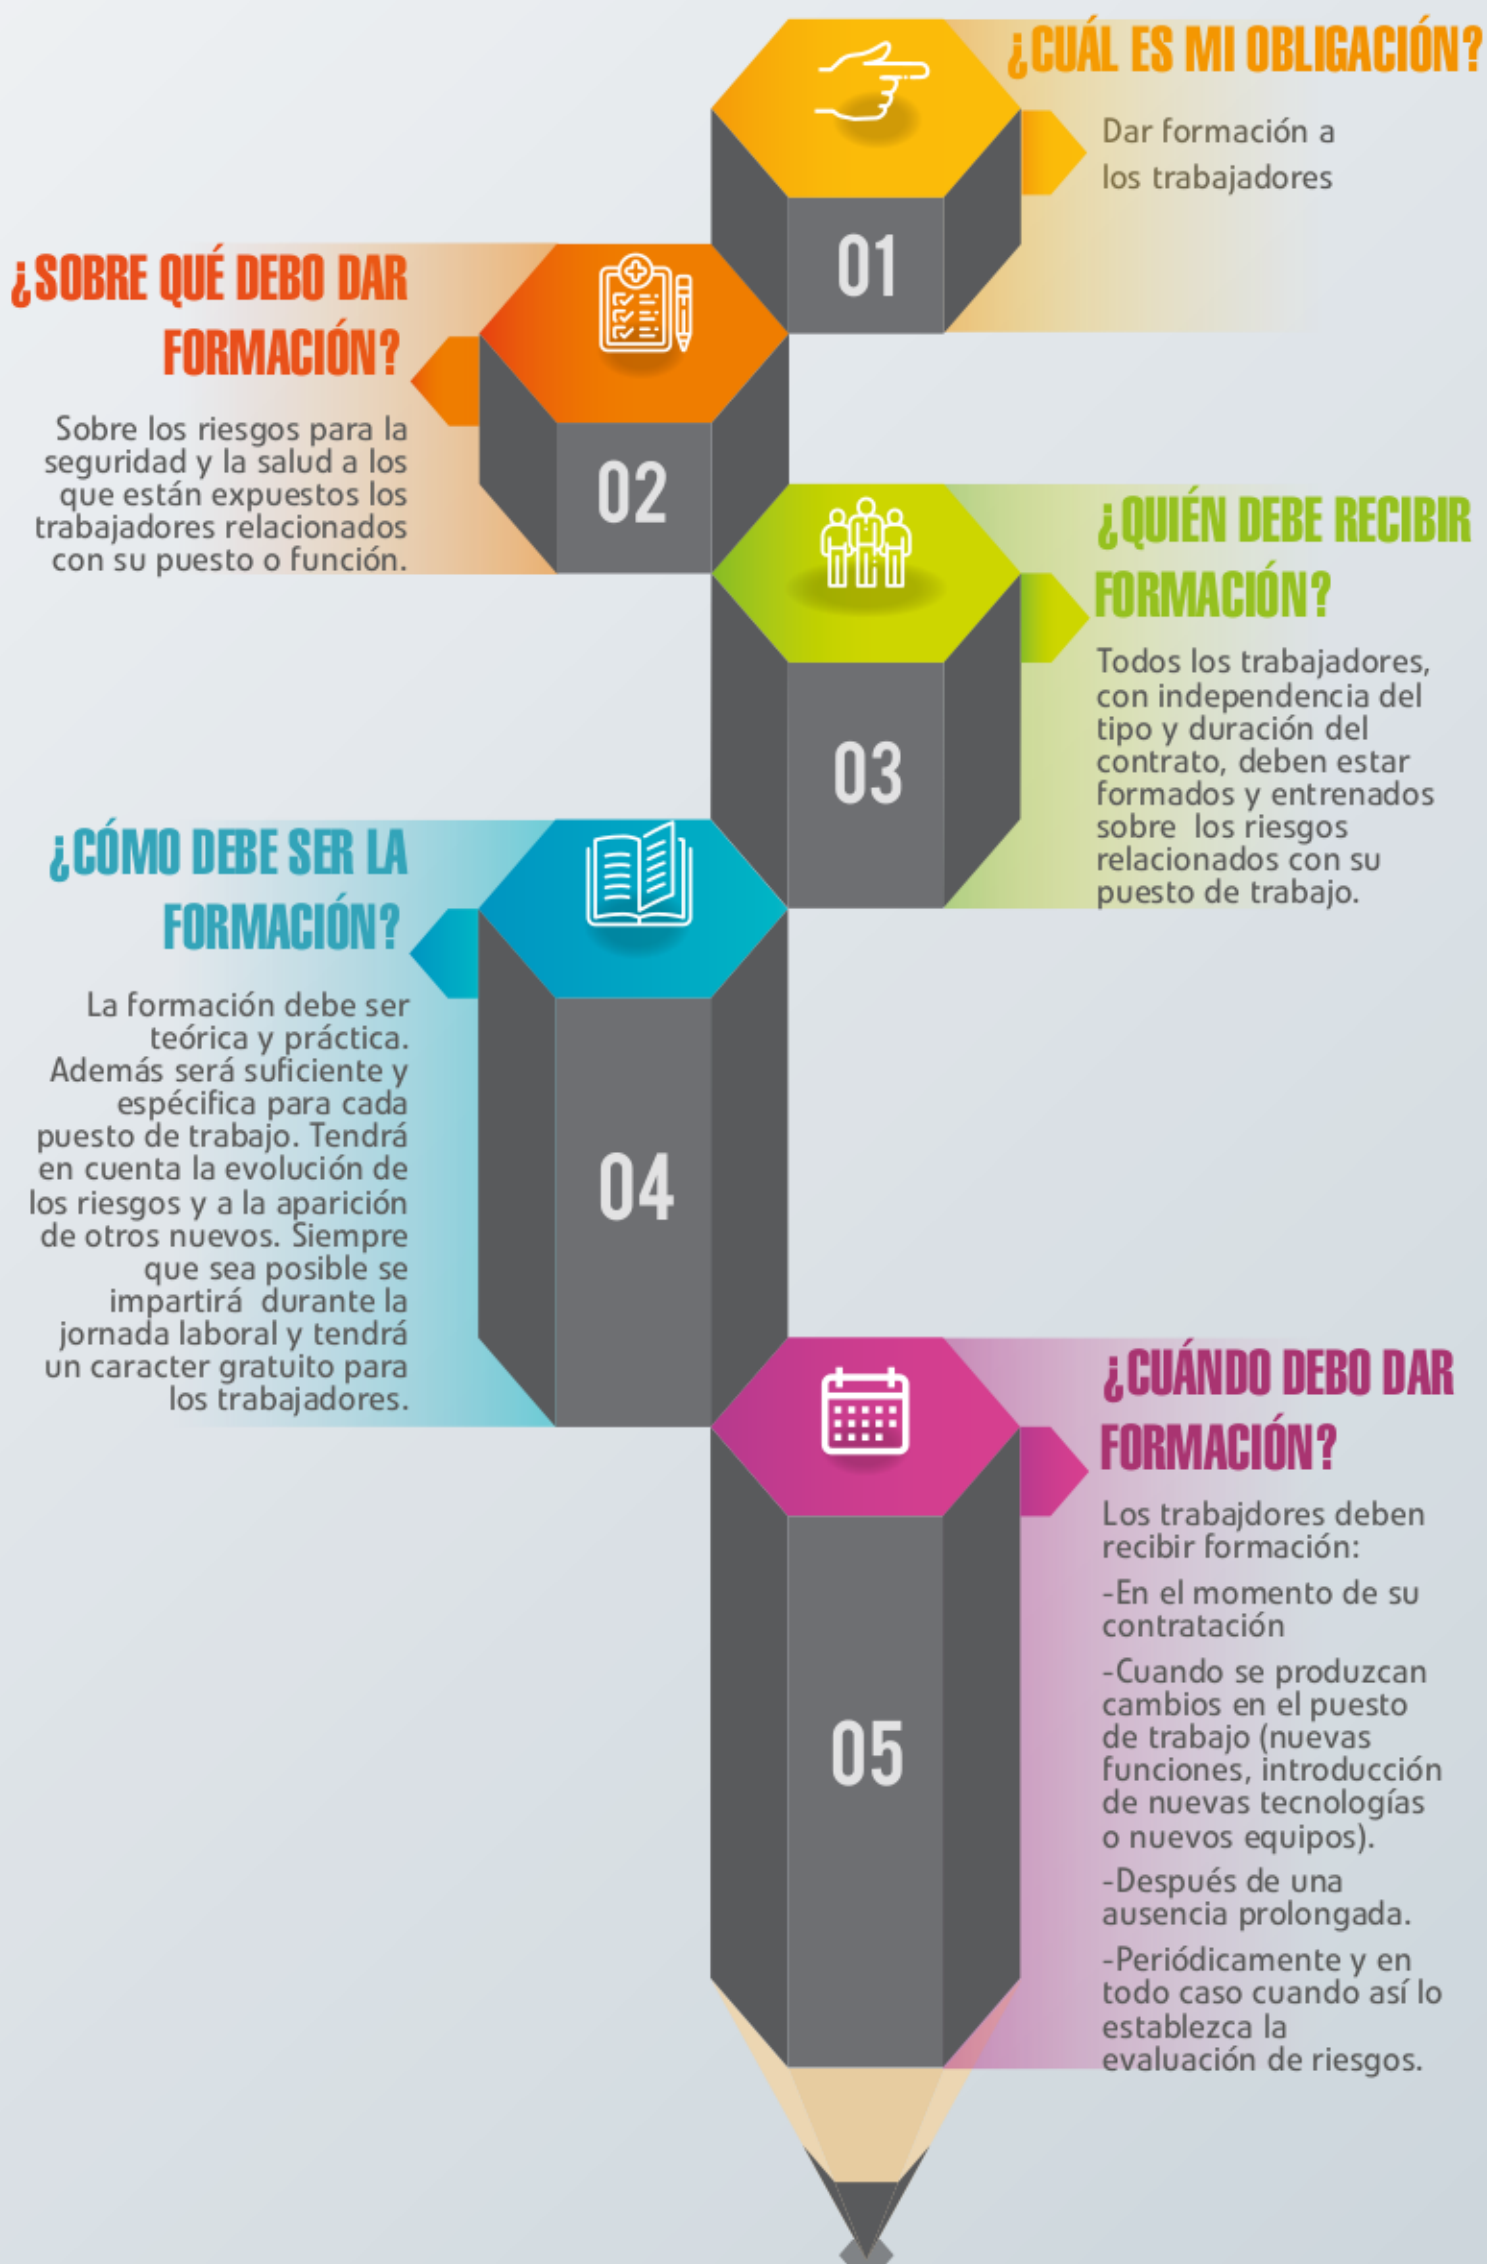 ¿CUÁL ES MI OBLIGACIÓN?
Dar formación a
los trabajadores
01
¿SOBRE QUÉ DEBO DAR
FORMACIÓN?
Sobre los riesgos para la
seguridad y la salud a los
que están expuestos los
trabajadores relacionados
con su puesto o función.
02
¿QUIÉN DEBE RECIBIR
FORMACIÓN?
Todos los trabajadores,
con independencia del
tipo y duración del
contrato, deben estar
formados y entrenados
sobre los riesgos
relacionados con su
puesto de trabajo.
03
¿CÓMO DEBE SER LA
FORMACIÓN?
La formación debe ser
teórica y práctica.
Además será suficiente y
espécifica para cada
puesto de trabajo. Tendrá
en cuenta la evolución de
los riesgos y a la aparición
de otros nuevos. Siempre
que sea posible se
impartirá durante la
jornada laboral y tendrá
un caracter gratuito para
los trabajadores.
04
¿CUÁNDO DEBO DAR
FORMACIÓN?
Los trabajdores deben
recibir formación:
-En el momento de su
contratación
-Cuando se produzcan
cambios en el puesto
de trabajo (nuevas
funciones, introducción
de nuevas tecnologías
o nuevos equipos).
-Después de una
ausencia prolongada.
-Periódicamente y en
todo caso cuando así lo
establezca la
evaluación de riesgos.
05